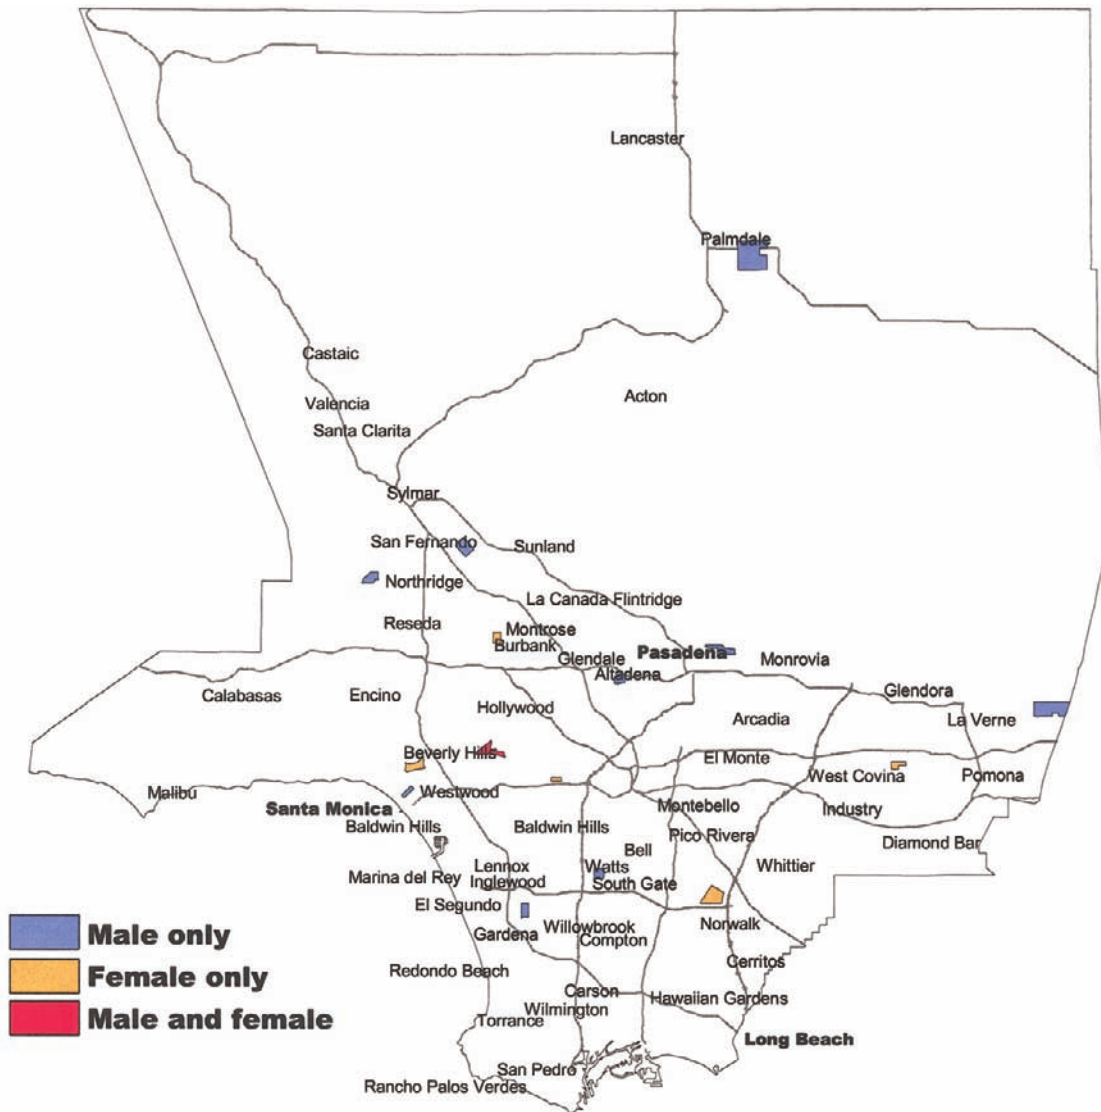 Lancaster
Palmdale
Castaic
Acton
Valencia
Santa Clarita
Sylmar
San Fernando
Sunland
Northridge
La Canada Flintridge
Reseda
Montrose
Burbank
Pasadena
Glendale
Monrovia
Altadena
Calabasas
Encino
Glendora
Hollywood
Arcadia
La Verne
Beverly Hills
El Monte
West Covina
Pomona
Malibu
Westwood
Santa Monica
Montebello
Industry
Baldwin Hills
Baldwin Hills
Pico Rivera
Diamond Bar
Bell
Lennox
Watts
Whittier
Marina del Rey
Inglewood
South Gate
El Segundo
Gardena
Willowbrook
Norwalk
Compton
Male only
Female only
Male and female
Redondo Beach
Cerritos
Carson
Hawaiian Gardens
Wilmington
Torrance
Long Beach
San Pedro
Rancho Palos Verdes